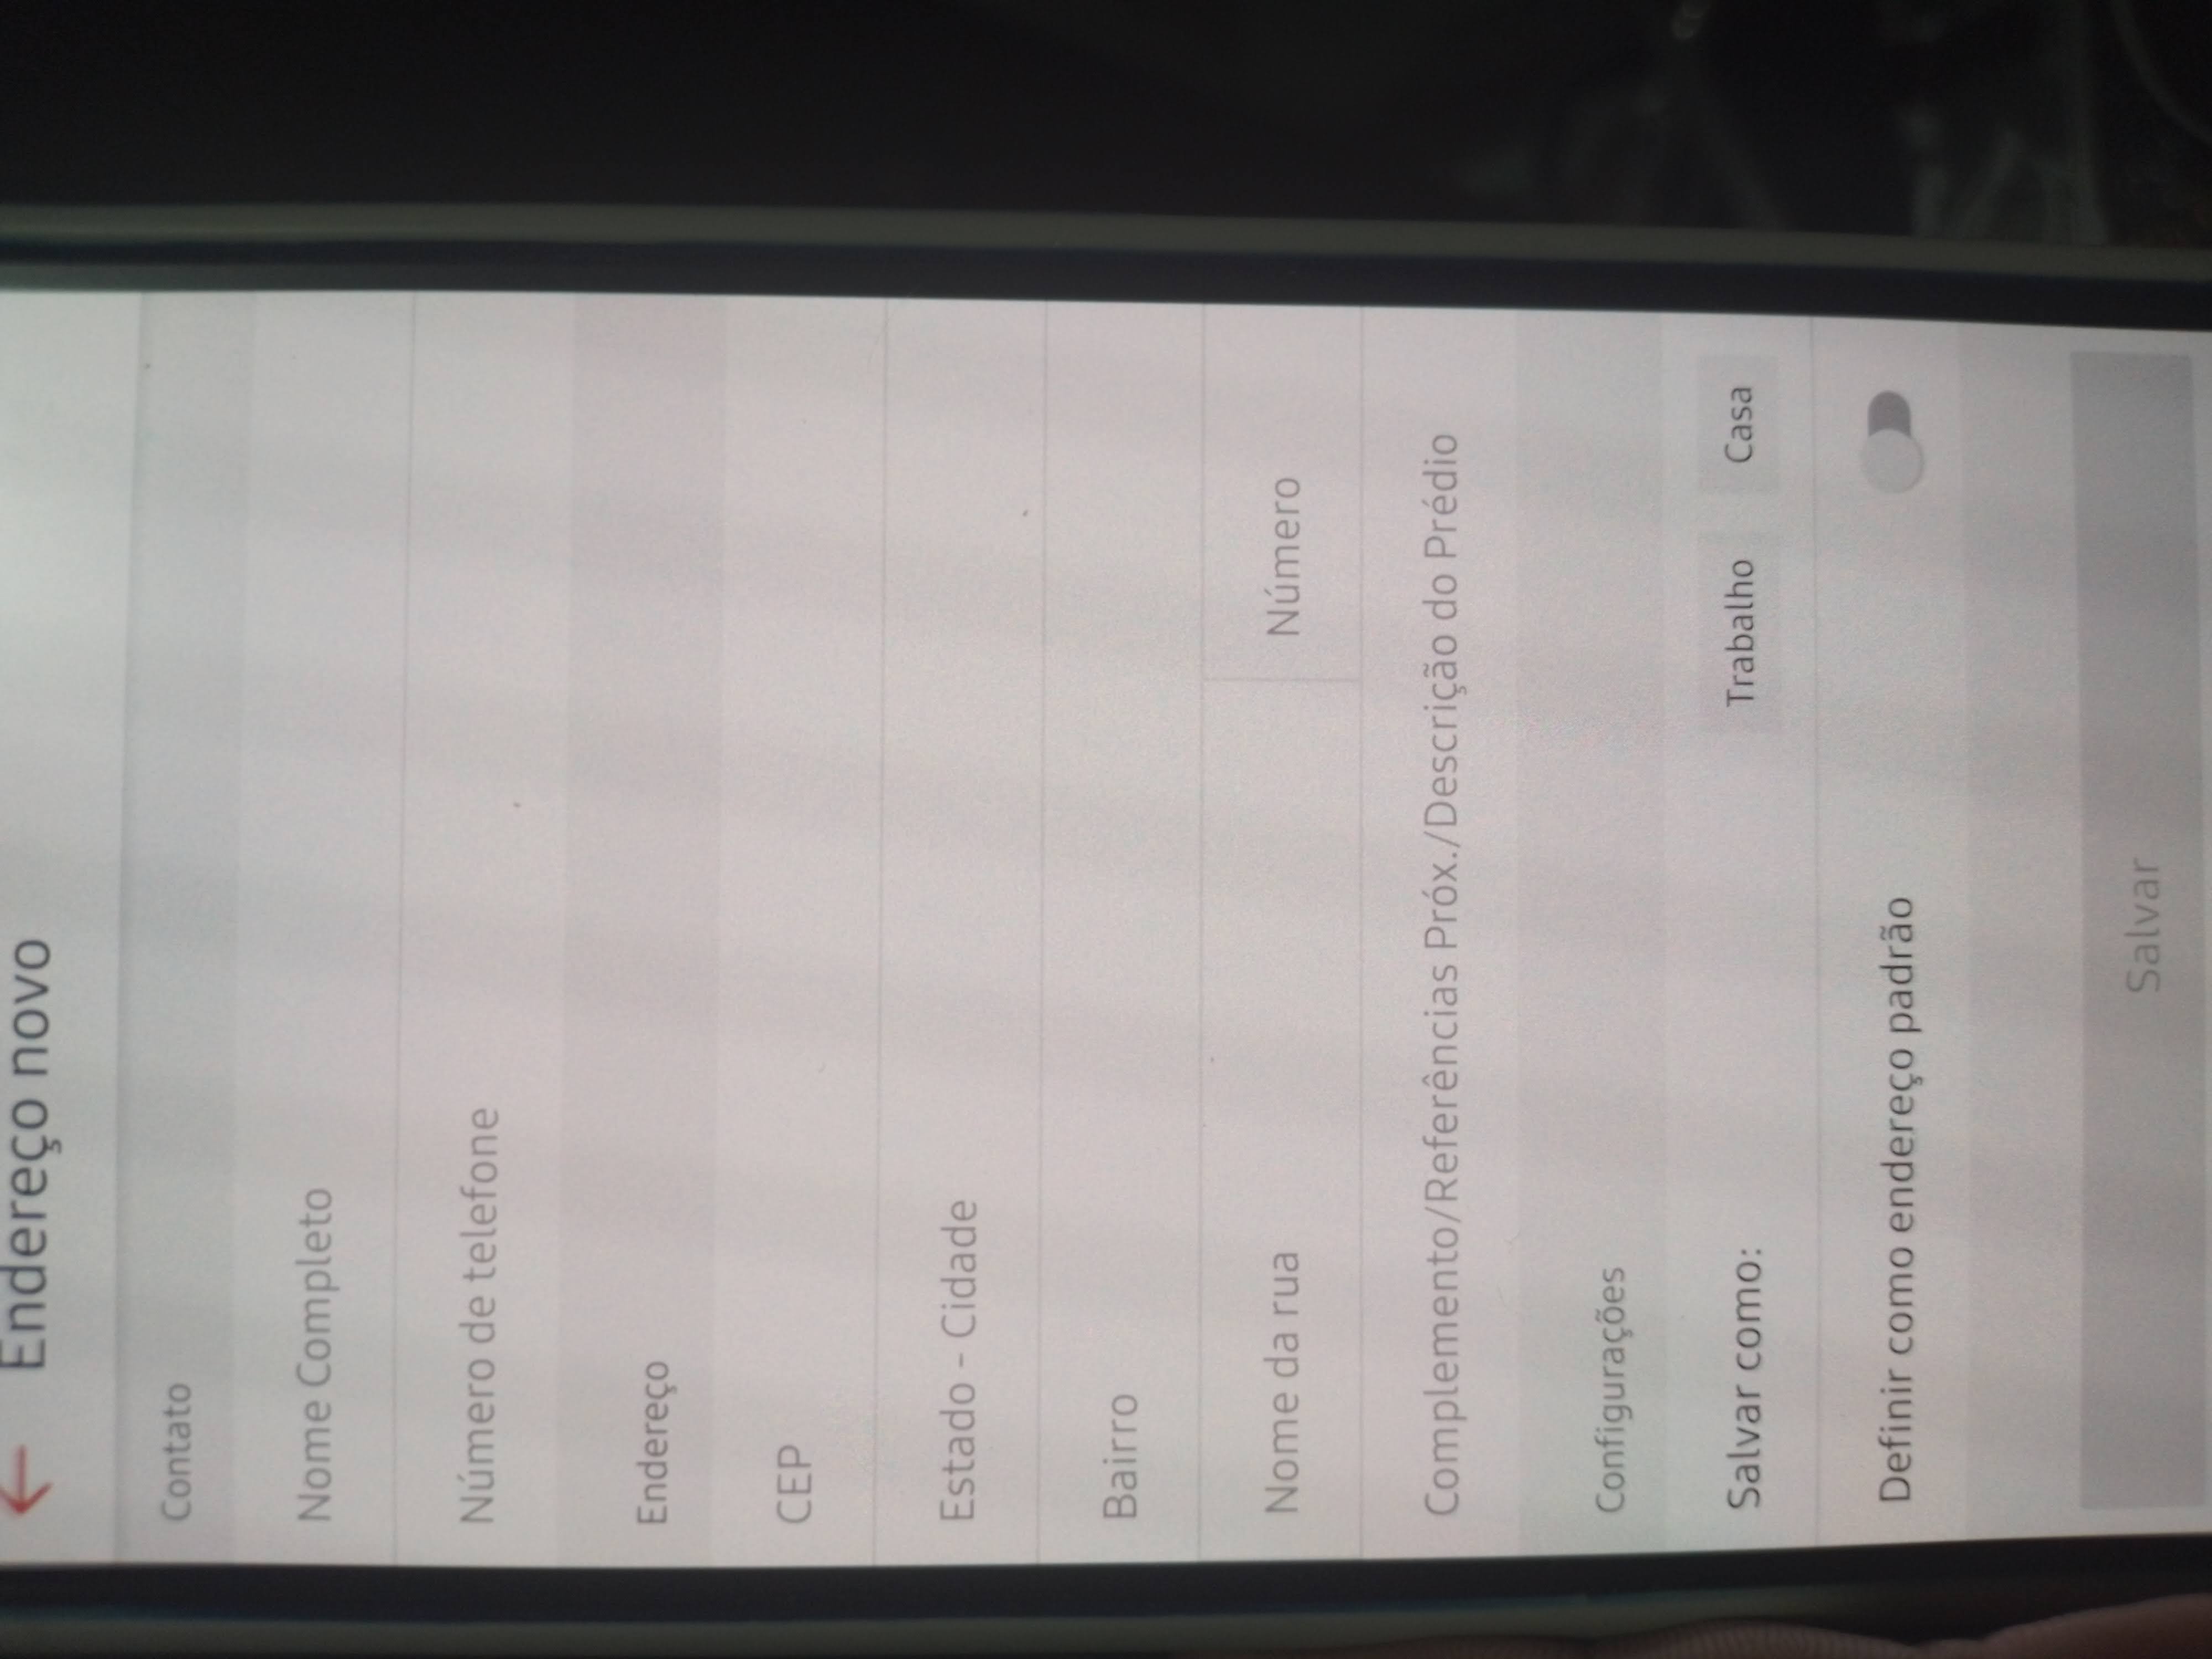 Endereço novo
Contato
Nome Completo
Número de telefone
Endereço
CEP
Estado - Cidade
Bairro
Nome da rua
Número
Complemento/Referências Próx./Descrição do Prédio
Configurações
Salvar como:
Trabalho
Casa
Definir como endereço padrão
Salvar